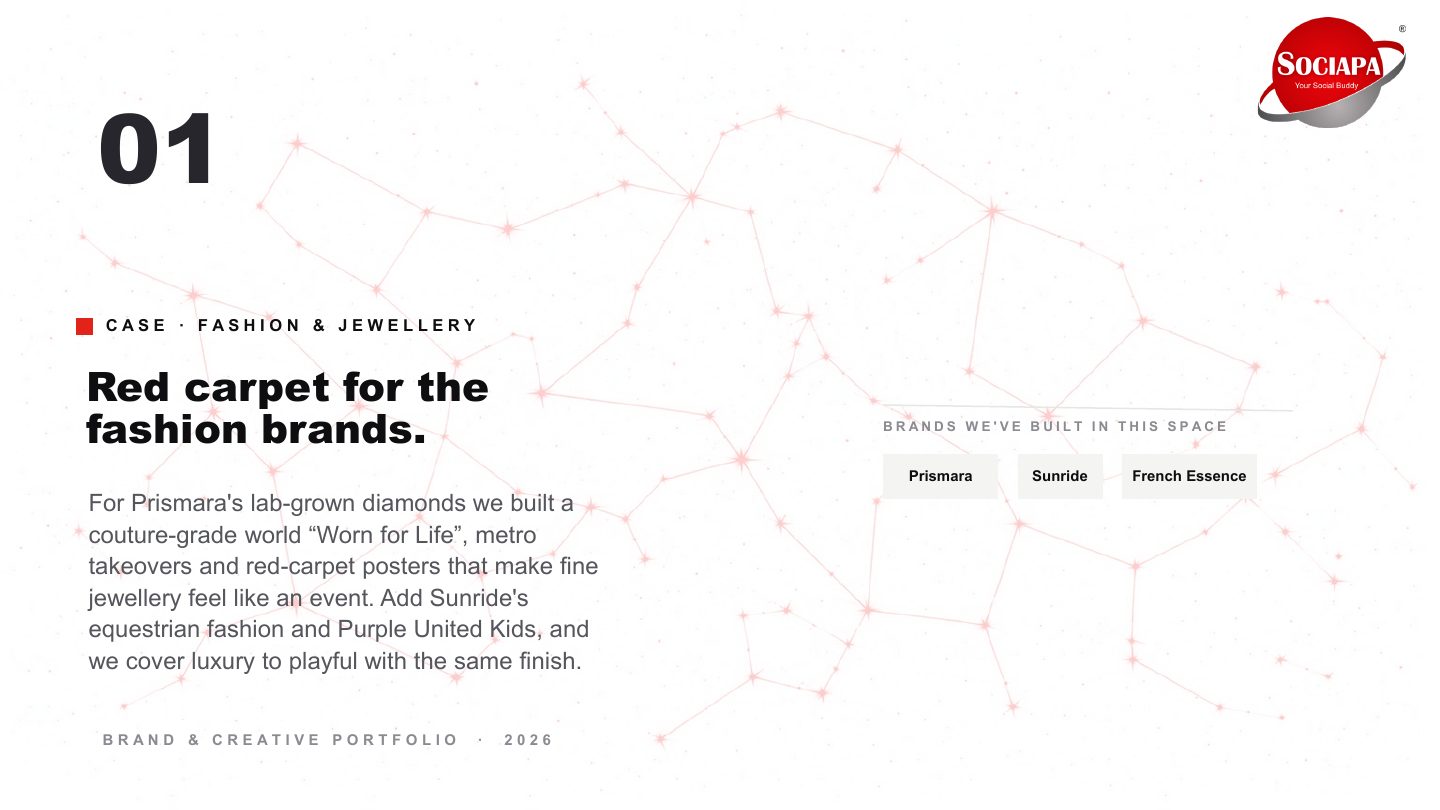 SOCIAPA ®
Your Social Buddy
01
CASE · FASHION & JEWELLERY
Red carpet for the
fashion brands.
For Prismara's lab-grown diamonds we built a
couture-grade world “Worn for Life”, metro
takeovers and red-carpet posters that make fine
jewellery feel like an event. Add Sunride's
equestrian fashion and Purple United Kids, and
we cover luxury to playful with the same finish.
BRANDS WE'VE BUILT IN THIS SPACE
Prismara Sunride French Essence
BRAND & CREATIVE PORTFOLIO · 2026